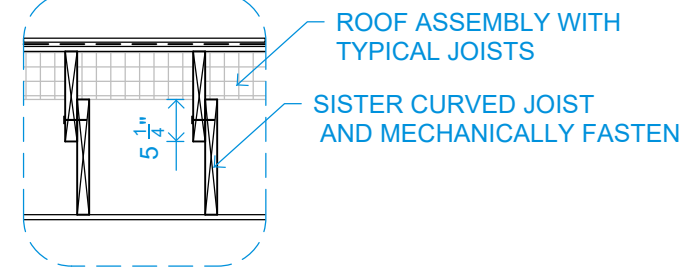 ROOF ASSEMBLY WITH
TYPICAL JOISTS
SISTER CURVED JOIST
AND MECHANICALLY FASTEN
5 1/4"